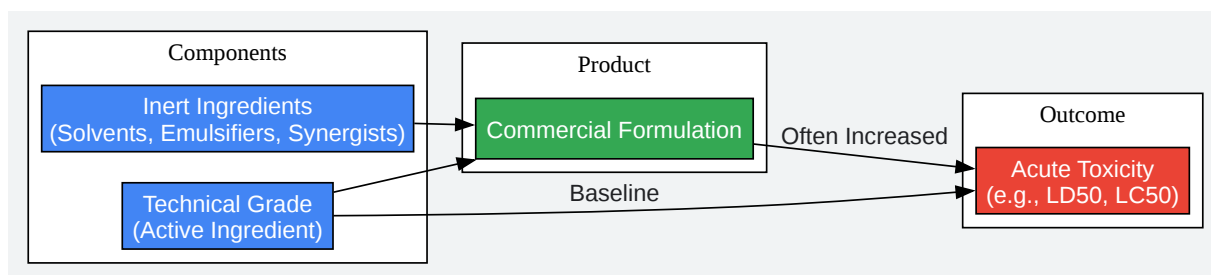 Components
Inert Ingredients
(Solvents, Emulsifiers, Synergists)
Technical Grade
(Active Ingredient)
Product
Commercial Formulation
Often Increased
Baseline
Outcome
Acute Toxicity
(e.g., LD50, LC50)